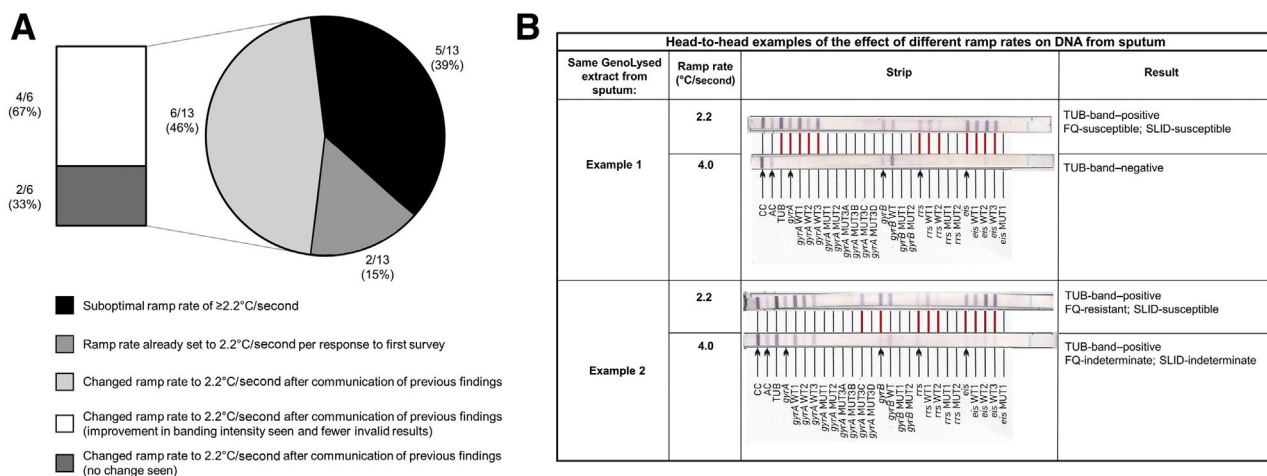 A
4/6
(67%)
2/6
(33%)
6/13
(46%)
5/13
(39%)
2/13
(15%)
Suboptimal ramp rate of ≥2.2°C/second
Ramp rate already set to 2.2°C/second per response to first survey
Changed ramp rate to 2.2°C/second after communication of previous findings
Changed ramp rate to 2.2°C/second after communication of previous findings
(improvement in banding intensity seen and fewer invalid results)
Changed ramp rate to 2.2°C/second after communication of previous findings
(no change seen)
B
Head-to-head examples of the effect of different ramp rates on DNA from sputum
Same GenoLysed
extract from
sputum:
Ramp rate
(°C/second)
Strip
Result
Example 1
2.2
TUB-band–positive
FQ-susceptible; SLID-susceptible
4.0
TUB-band–negative
CC
AC
TUB
gyrA
gyrA WT1
gyrA WT2
gyrA WT3
gyrA MUT1
gyrA MUT2
gyrA MUT3A
gyrA MUT3B
gyrA MUT3C
gyrA MUT3D
gyrB
gyrB WT
gyrB MUT1
gyrB MUT2
rrs
rrs WT1
rrs WT2
rrs MUT1
rrs MUT2
eis
eis WT1
eis WT2
eis WT3
eis MUT1
Example 2
2.2
TUB-band–positive
FQ-resistant; SLID-susceptible
4.0
TUB-band–positive
FQ-indeterminate; SLID-indeterminate
CC
AC
TUB
gyrA
gyrA WT1
gyrA WT2
gyrA WT3
gyrA MUT1
gyrA MUT2
gyrA MUT3A
gyrA MUT3B
gyrA MUT3C
gyrA MUT3D
gyrB
gyrB WT
gyrB MUT1
gyrB MUT2
rrs
rrs WT1
rrs WT2
rrs MUT1
rrs MUT2
eis
eis WT1
eis WT2
eis WT3
eis MUT1